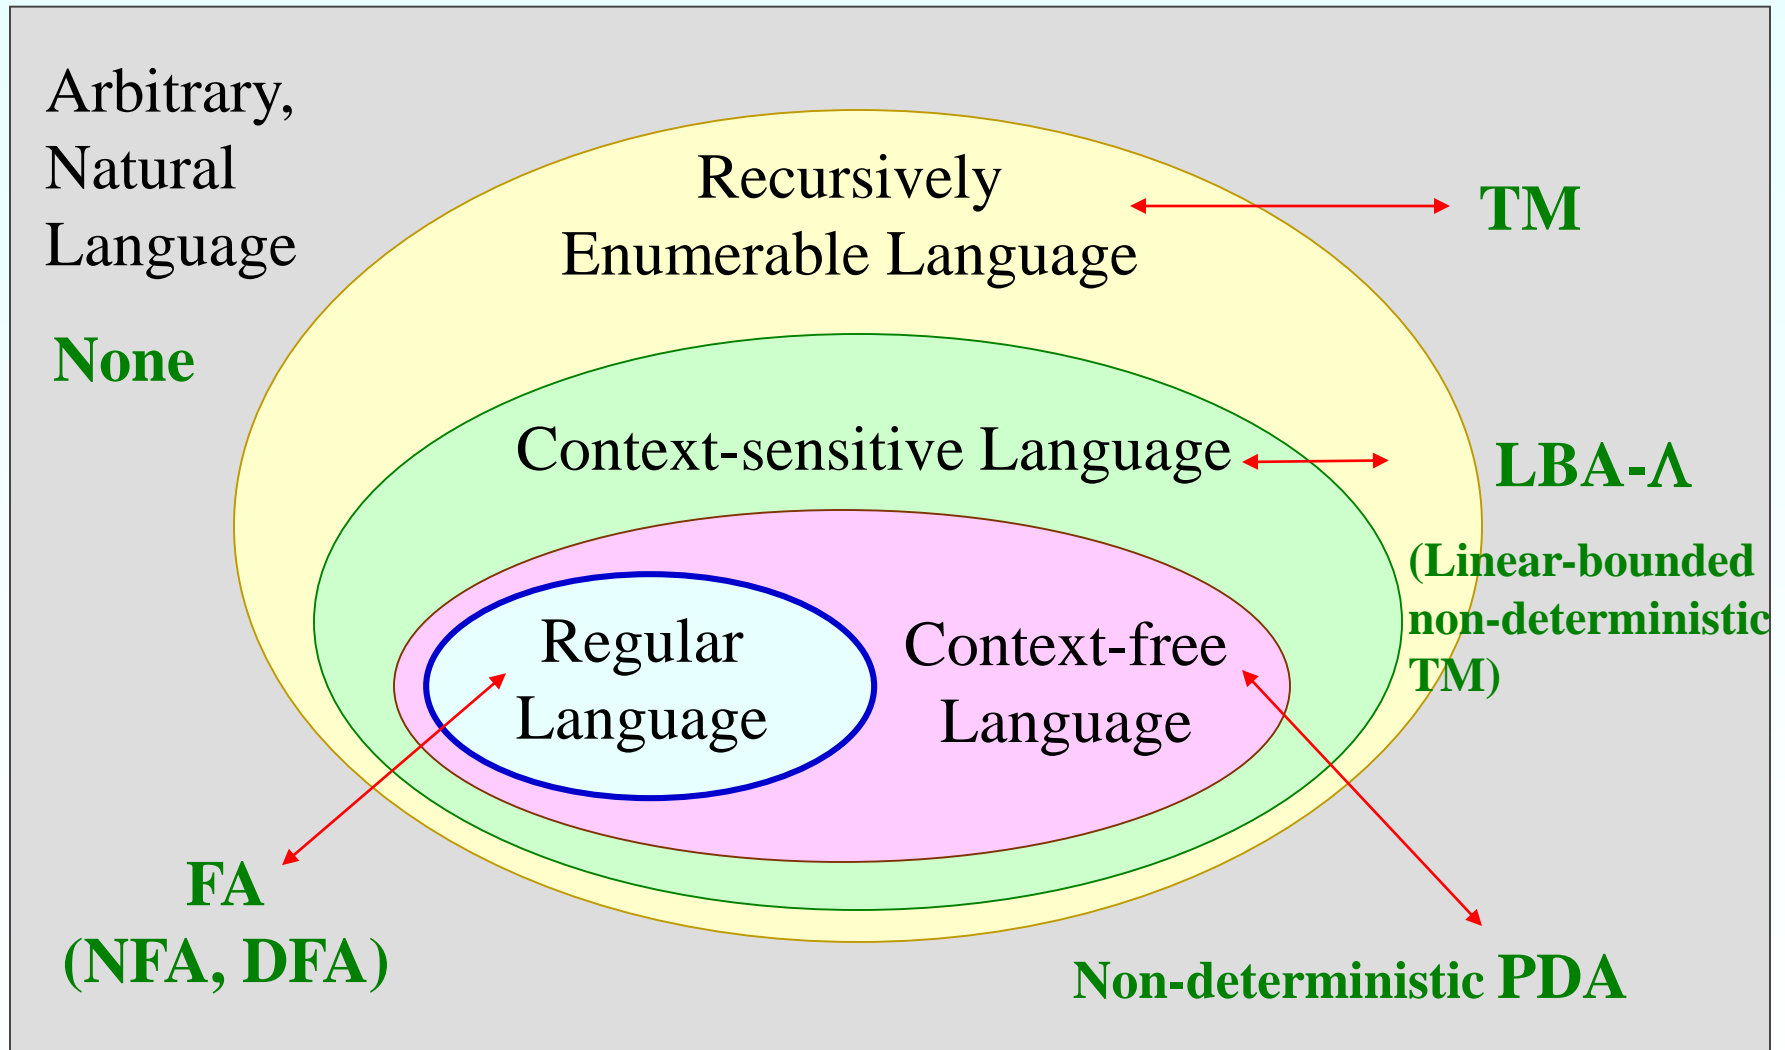 Arbitrary,
Natural
Language
None
Recursively
Enumerable Language
TM
Context-sensitive Language
LBA-Λ
(Linear-bounded
non-deterministic
TM)
Regular
Language
Context-free
Language
FA
(NFA, DFA)
Non-deterministic PDA